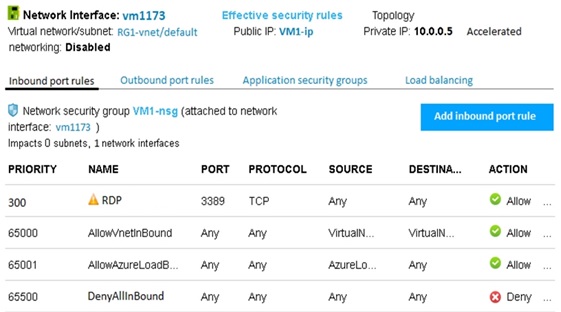 Network Interface: vm1173 Effective security rules Topology
Virtual network/subnet: RG1-vnet/default Public IP: VM1-ip Private IP: 10.0.0.5 Accelerated
networking: Disabled
Inbound port rules Outbound port rules Application security groups Load balancing
Network security group VM1-nsg (attached to network
interface: vm1173 )
Impacts 0 subnets, 1 network interfaces
Add inbound port rule
PRIORITY NAME PORT PROTOCOL SOURCE DESTINA... ACTION
300 RDP 3389 TCP Any Any Allow ...
65000 AllowVnetInBound Any Any VirtualN... VirtualN... Allow ...
65001 AllowAzureLoadB... Any Any AzureLo... Any Allow ...
65500 DenyAllInBound Any Any Any Any Deny ...